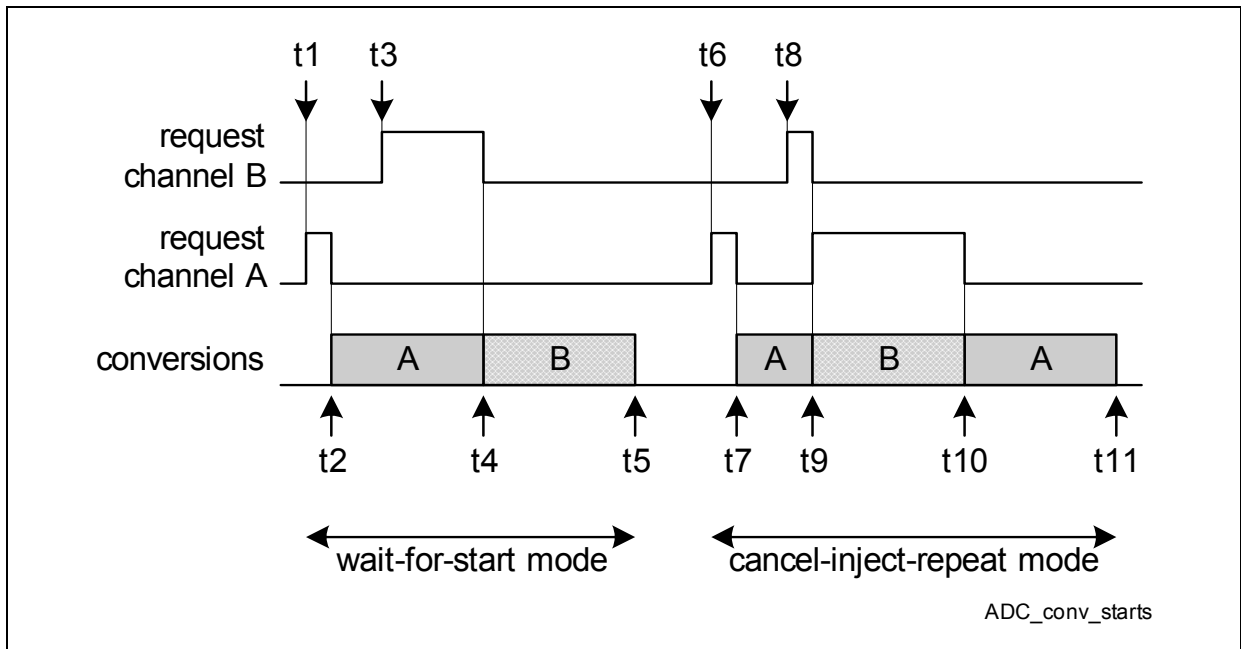 t1 t3 t6 t8
request
channel B
request
channel A
conversions A B A B A
t2 t4 t5 t7 t9 t10 t11
wait-for-start mode cancel-inject-repeat mode
ADC_conv_starts